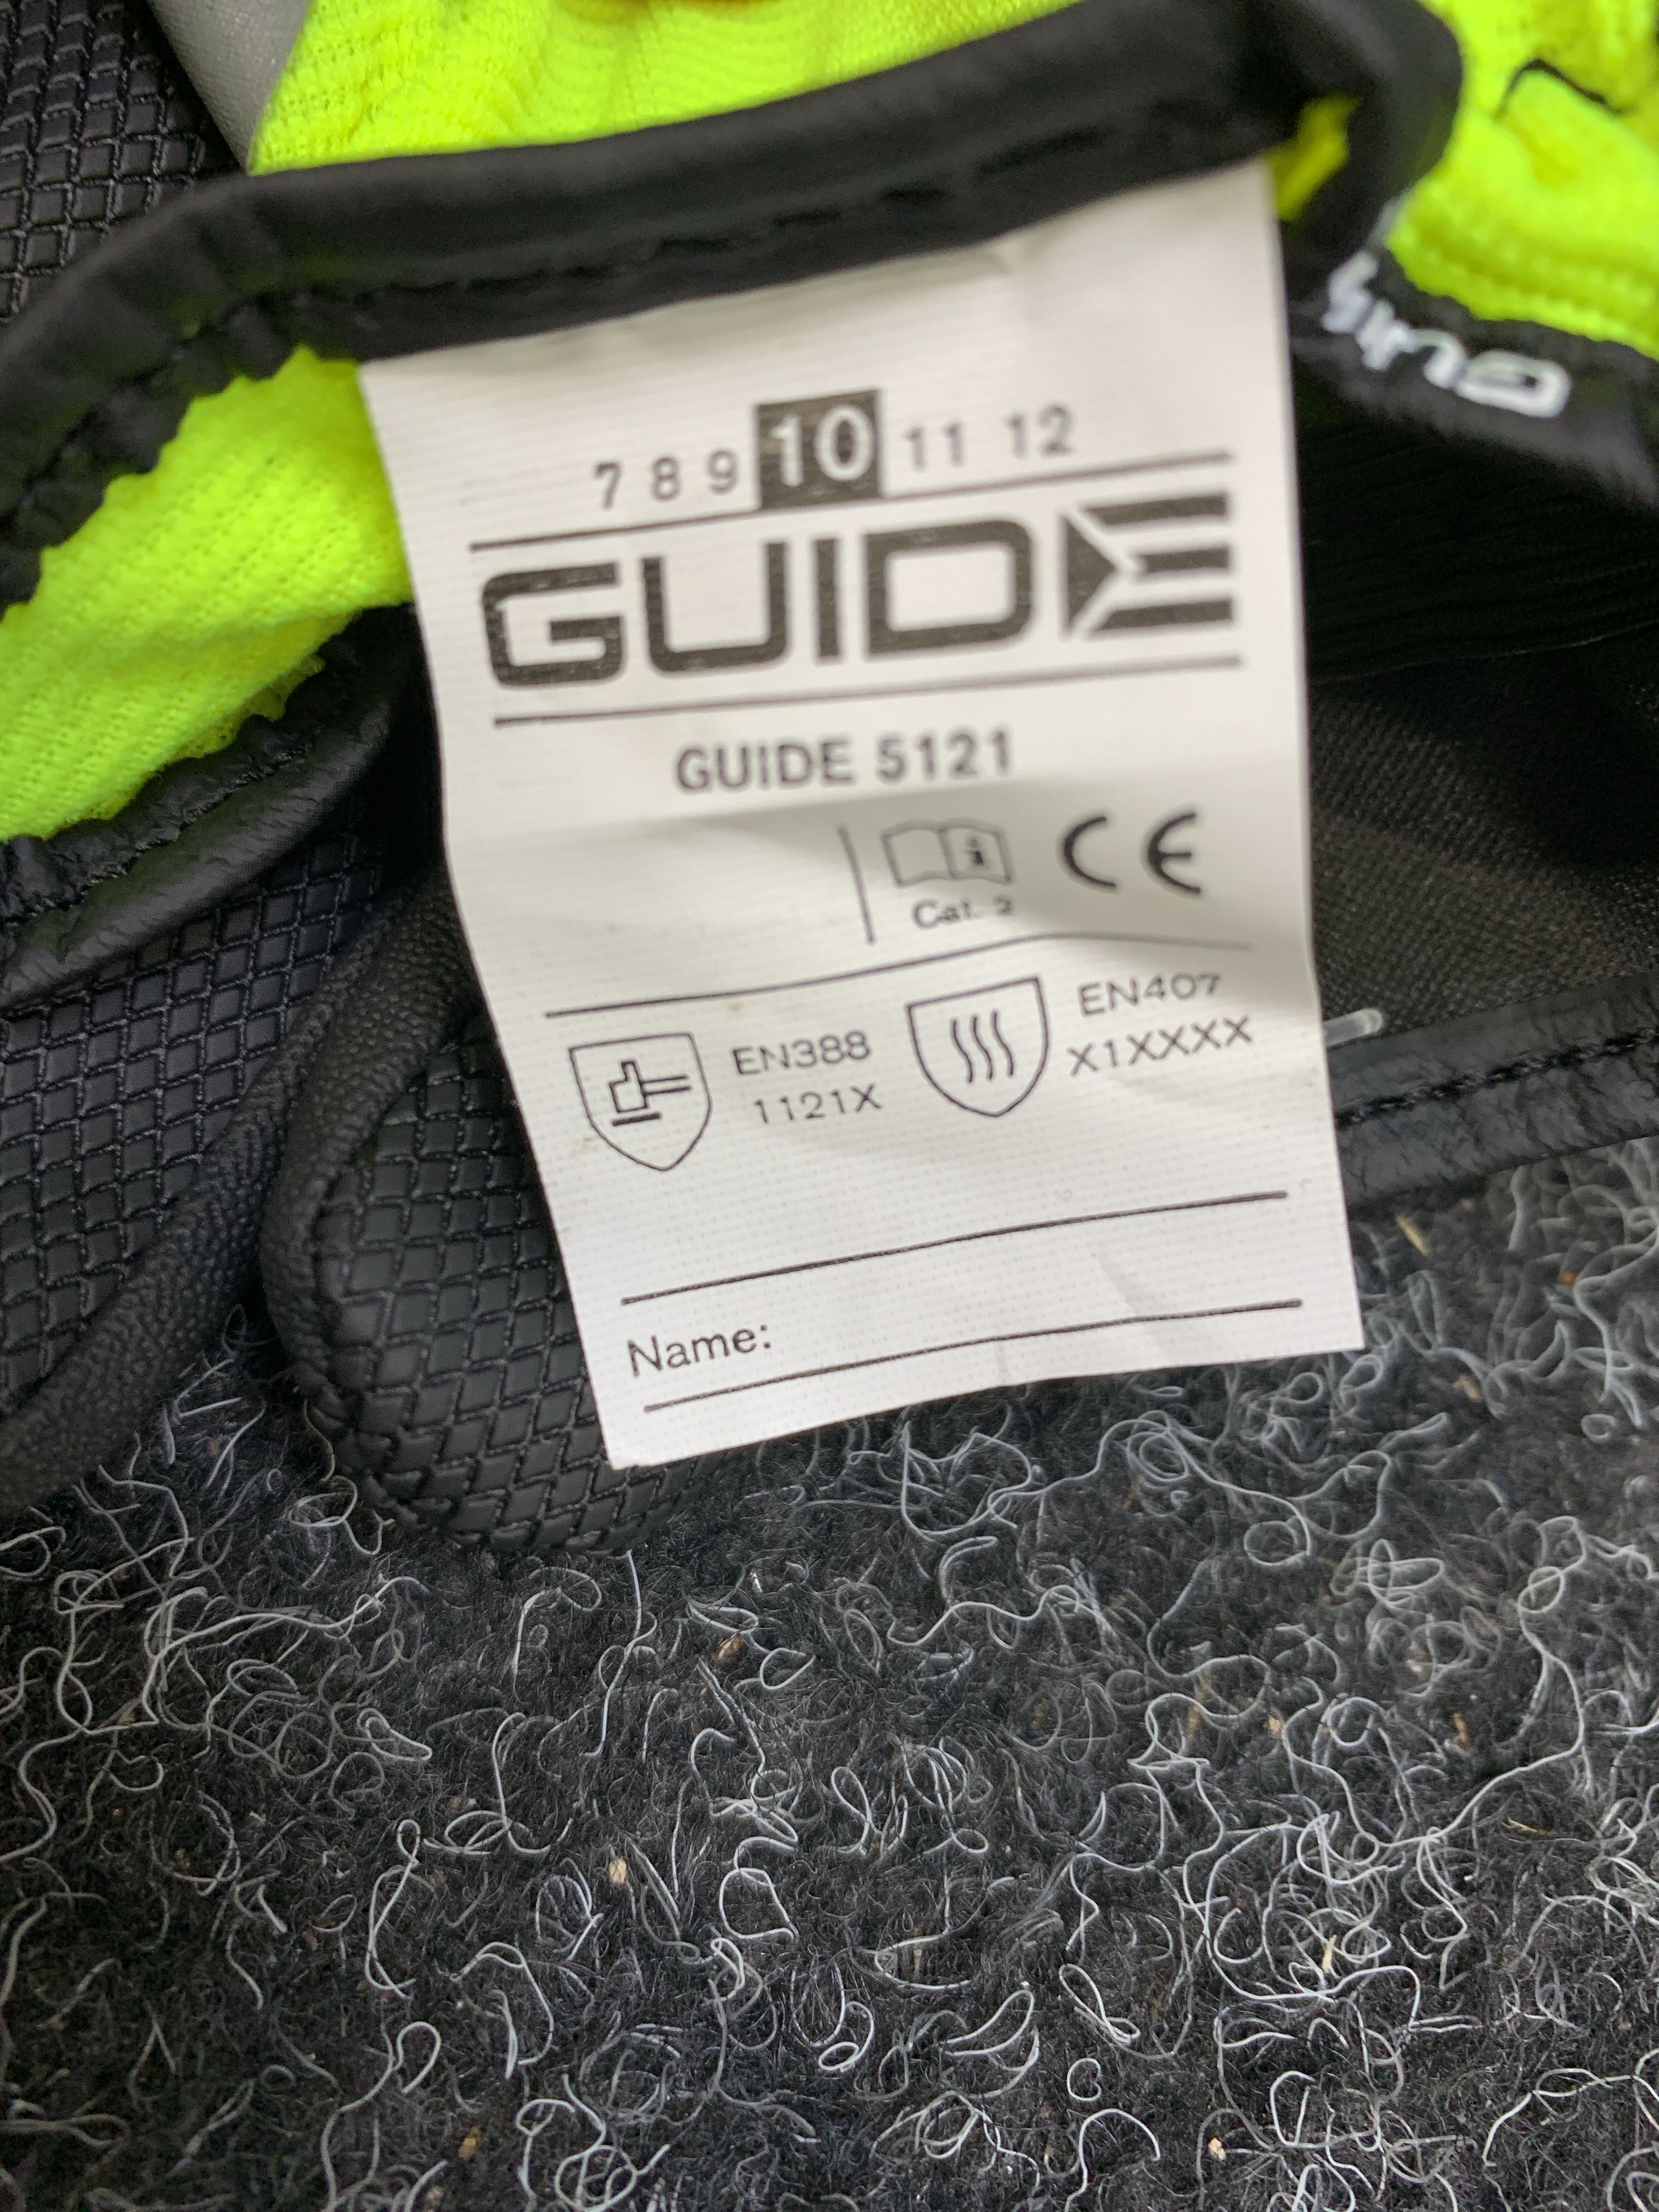 7 8 9 10 11 12
GUIDE
GUIDE 5121
CE
Cat. 2
EN388
1121X
EN407
X1XXXX
Name: